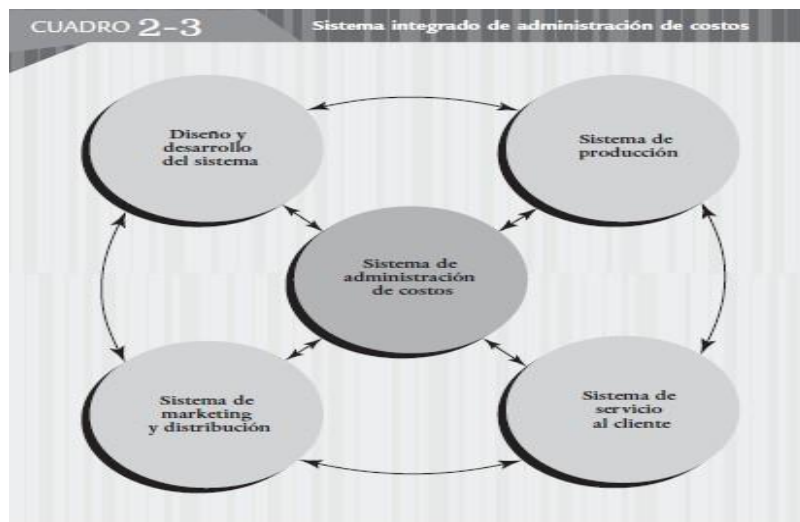 CUADRO 2-3
Sistema integrado de administración de costos
Diseño y
desarrollo
del sistema
Sistema de
producción
Sistema de
administración
de costos
Sistema de
marketing
y distribución
Sistema de
servicio
al cliente